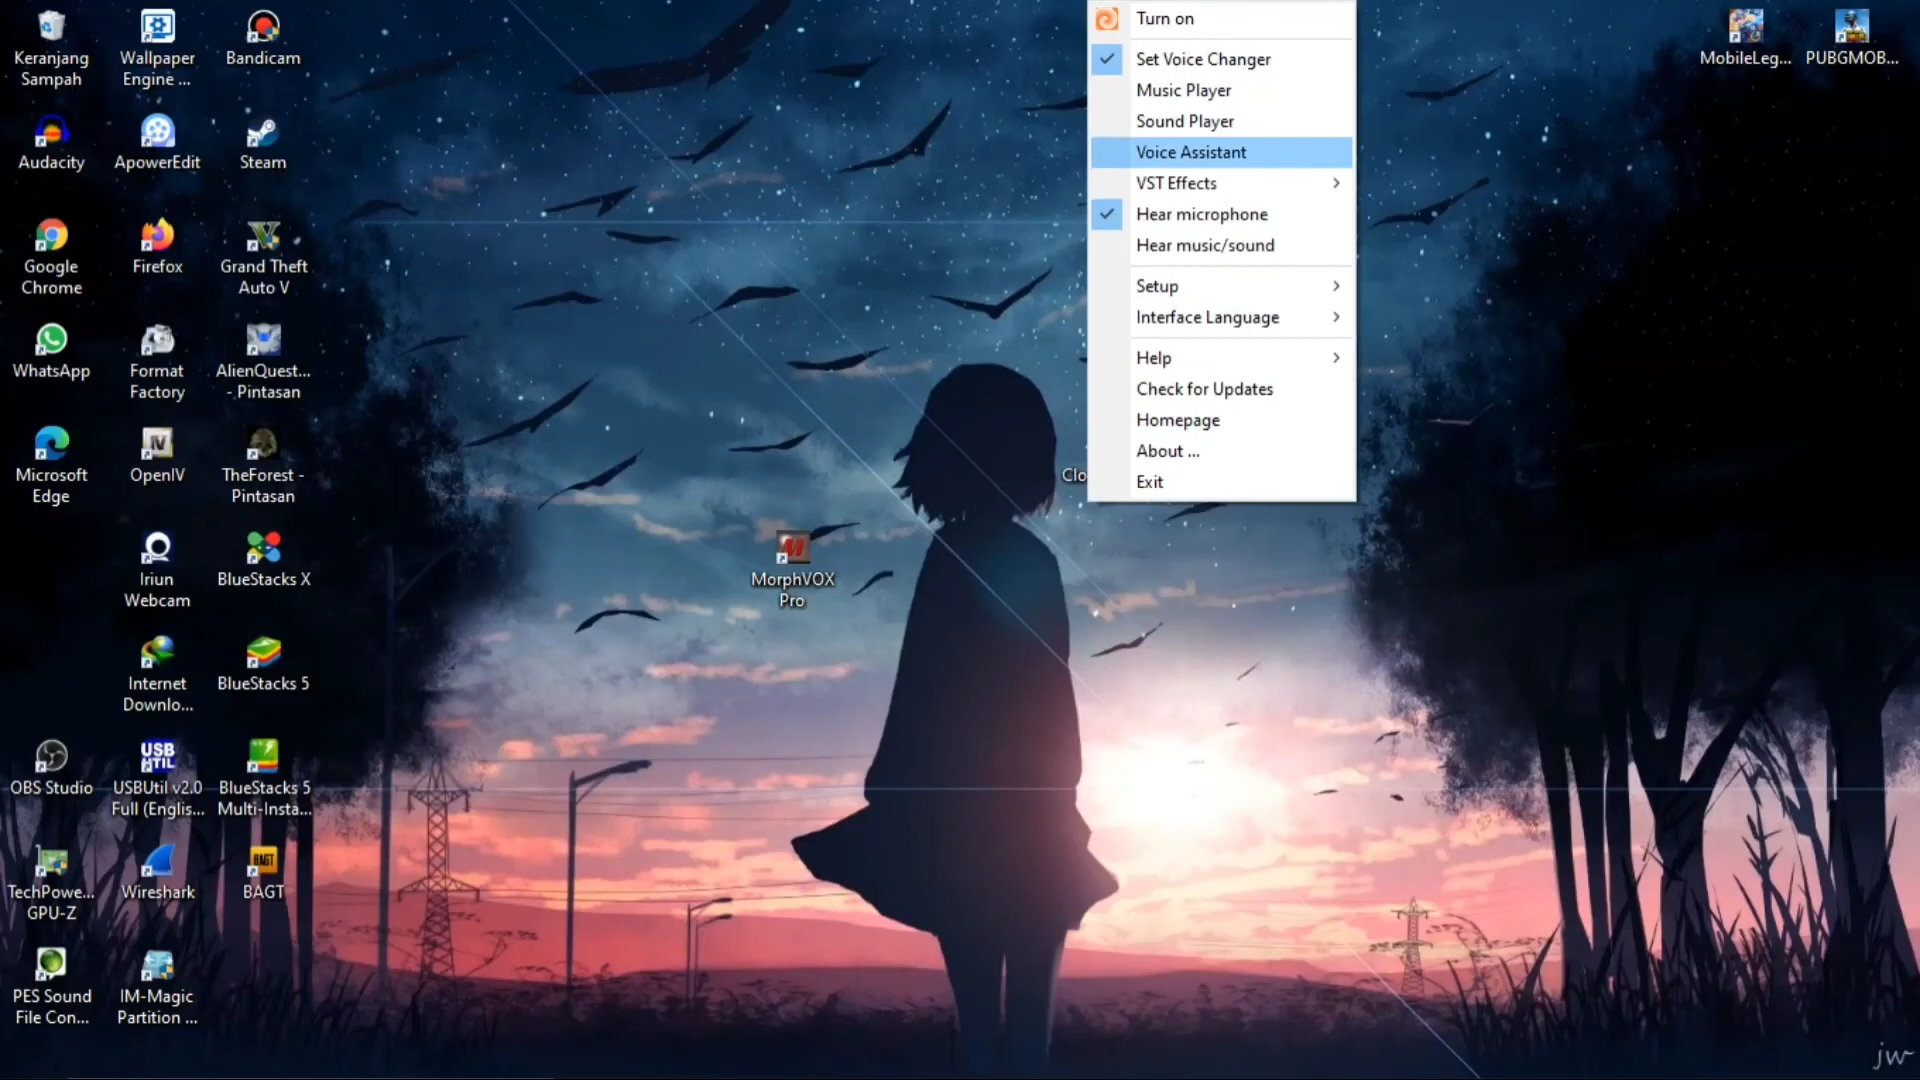 Keranjang
Sampah
Wallpaper
Engine ...
Bandicam
Audacity
ApowerEdit
Steam
Google
Chrome
Firefox
Grand Theft
Auto V
WhatsApp
Format
Factory
AlienQuest...
- Pintasan
Microsoft
Edge
OpenIV
TheForest -
Pintasan
Iriun
Webcam
BlueStacks X
Internet
Downlo...
BlueStacks 5
OBS Studio
USB
UTIL
USBUtil v2.0
Full (Englis...
BlueStacks 5
Multi-Insta...
TechPowe...
GPU-Z
Wireshark
BAGT
BAGT
PES Sound
File Con...
IM-Magic
Partition ...
MorphVOX
Pro
Clo
Turn on
Set Voice Changer
Music Player
Sound Player
Voice Assistant
VST Effects
Hear microphone
Hear music/sound
Setup
Interface Language
Help
Check for Updates
Homepage
About ...
Exit
MobileLeg...
PUBGMOB...
jw